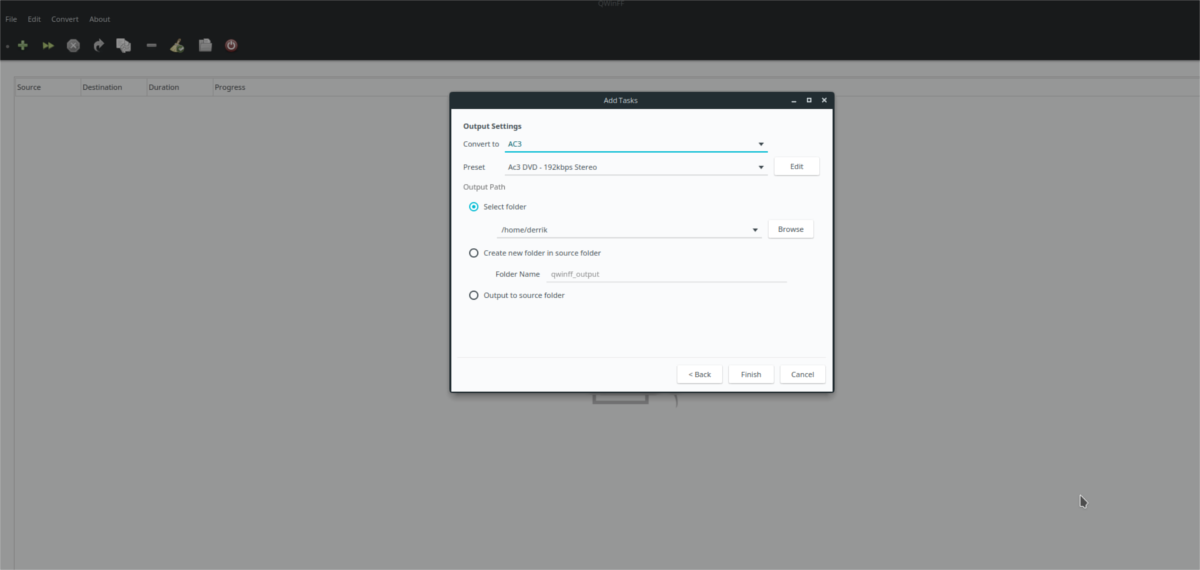 QWinFF
File Edit Convert About
Source Destination Duration Progress
Add Tasks
Output Settings
Convert to AC3
Preset Ac3 DVD - 192kbps Stereo Edit
Output Path
Select folder
/home/derrik Browse
Create new folder in source folder
Folder Name qwinff_output
Output to source folder
< Back Finish Cancel